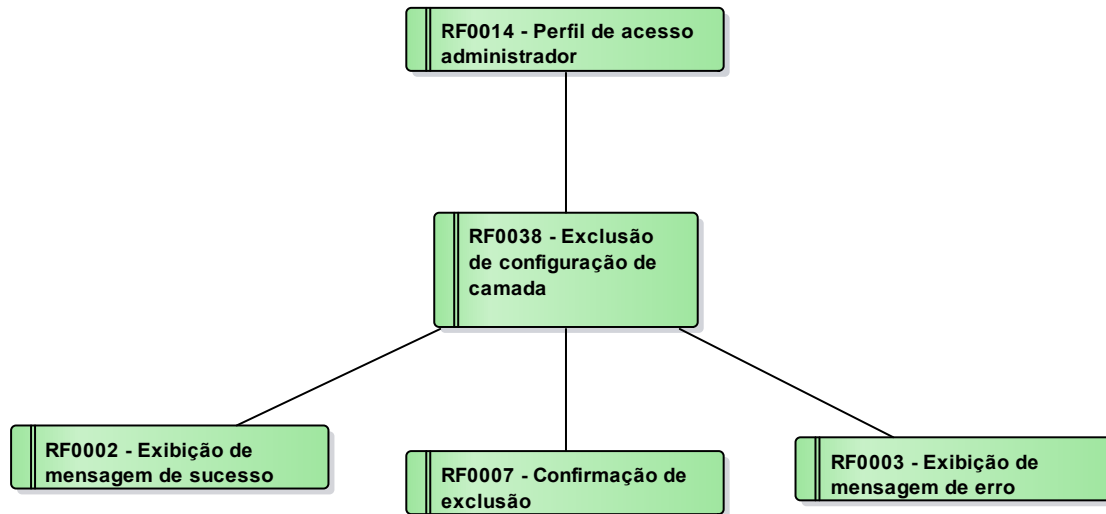 RF0014 - Perfil de acesso
administrador
RF0038 - Exclusão
de configuração de
camada
RF0002 - Exibição de
mensagem de sucesso
RF0007 - Confirmação de
exclusão
RF0003 - Exibição de
mensagem de erro